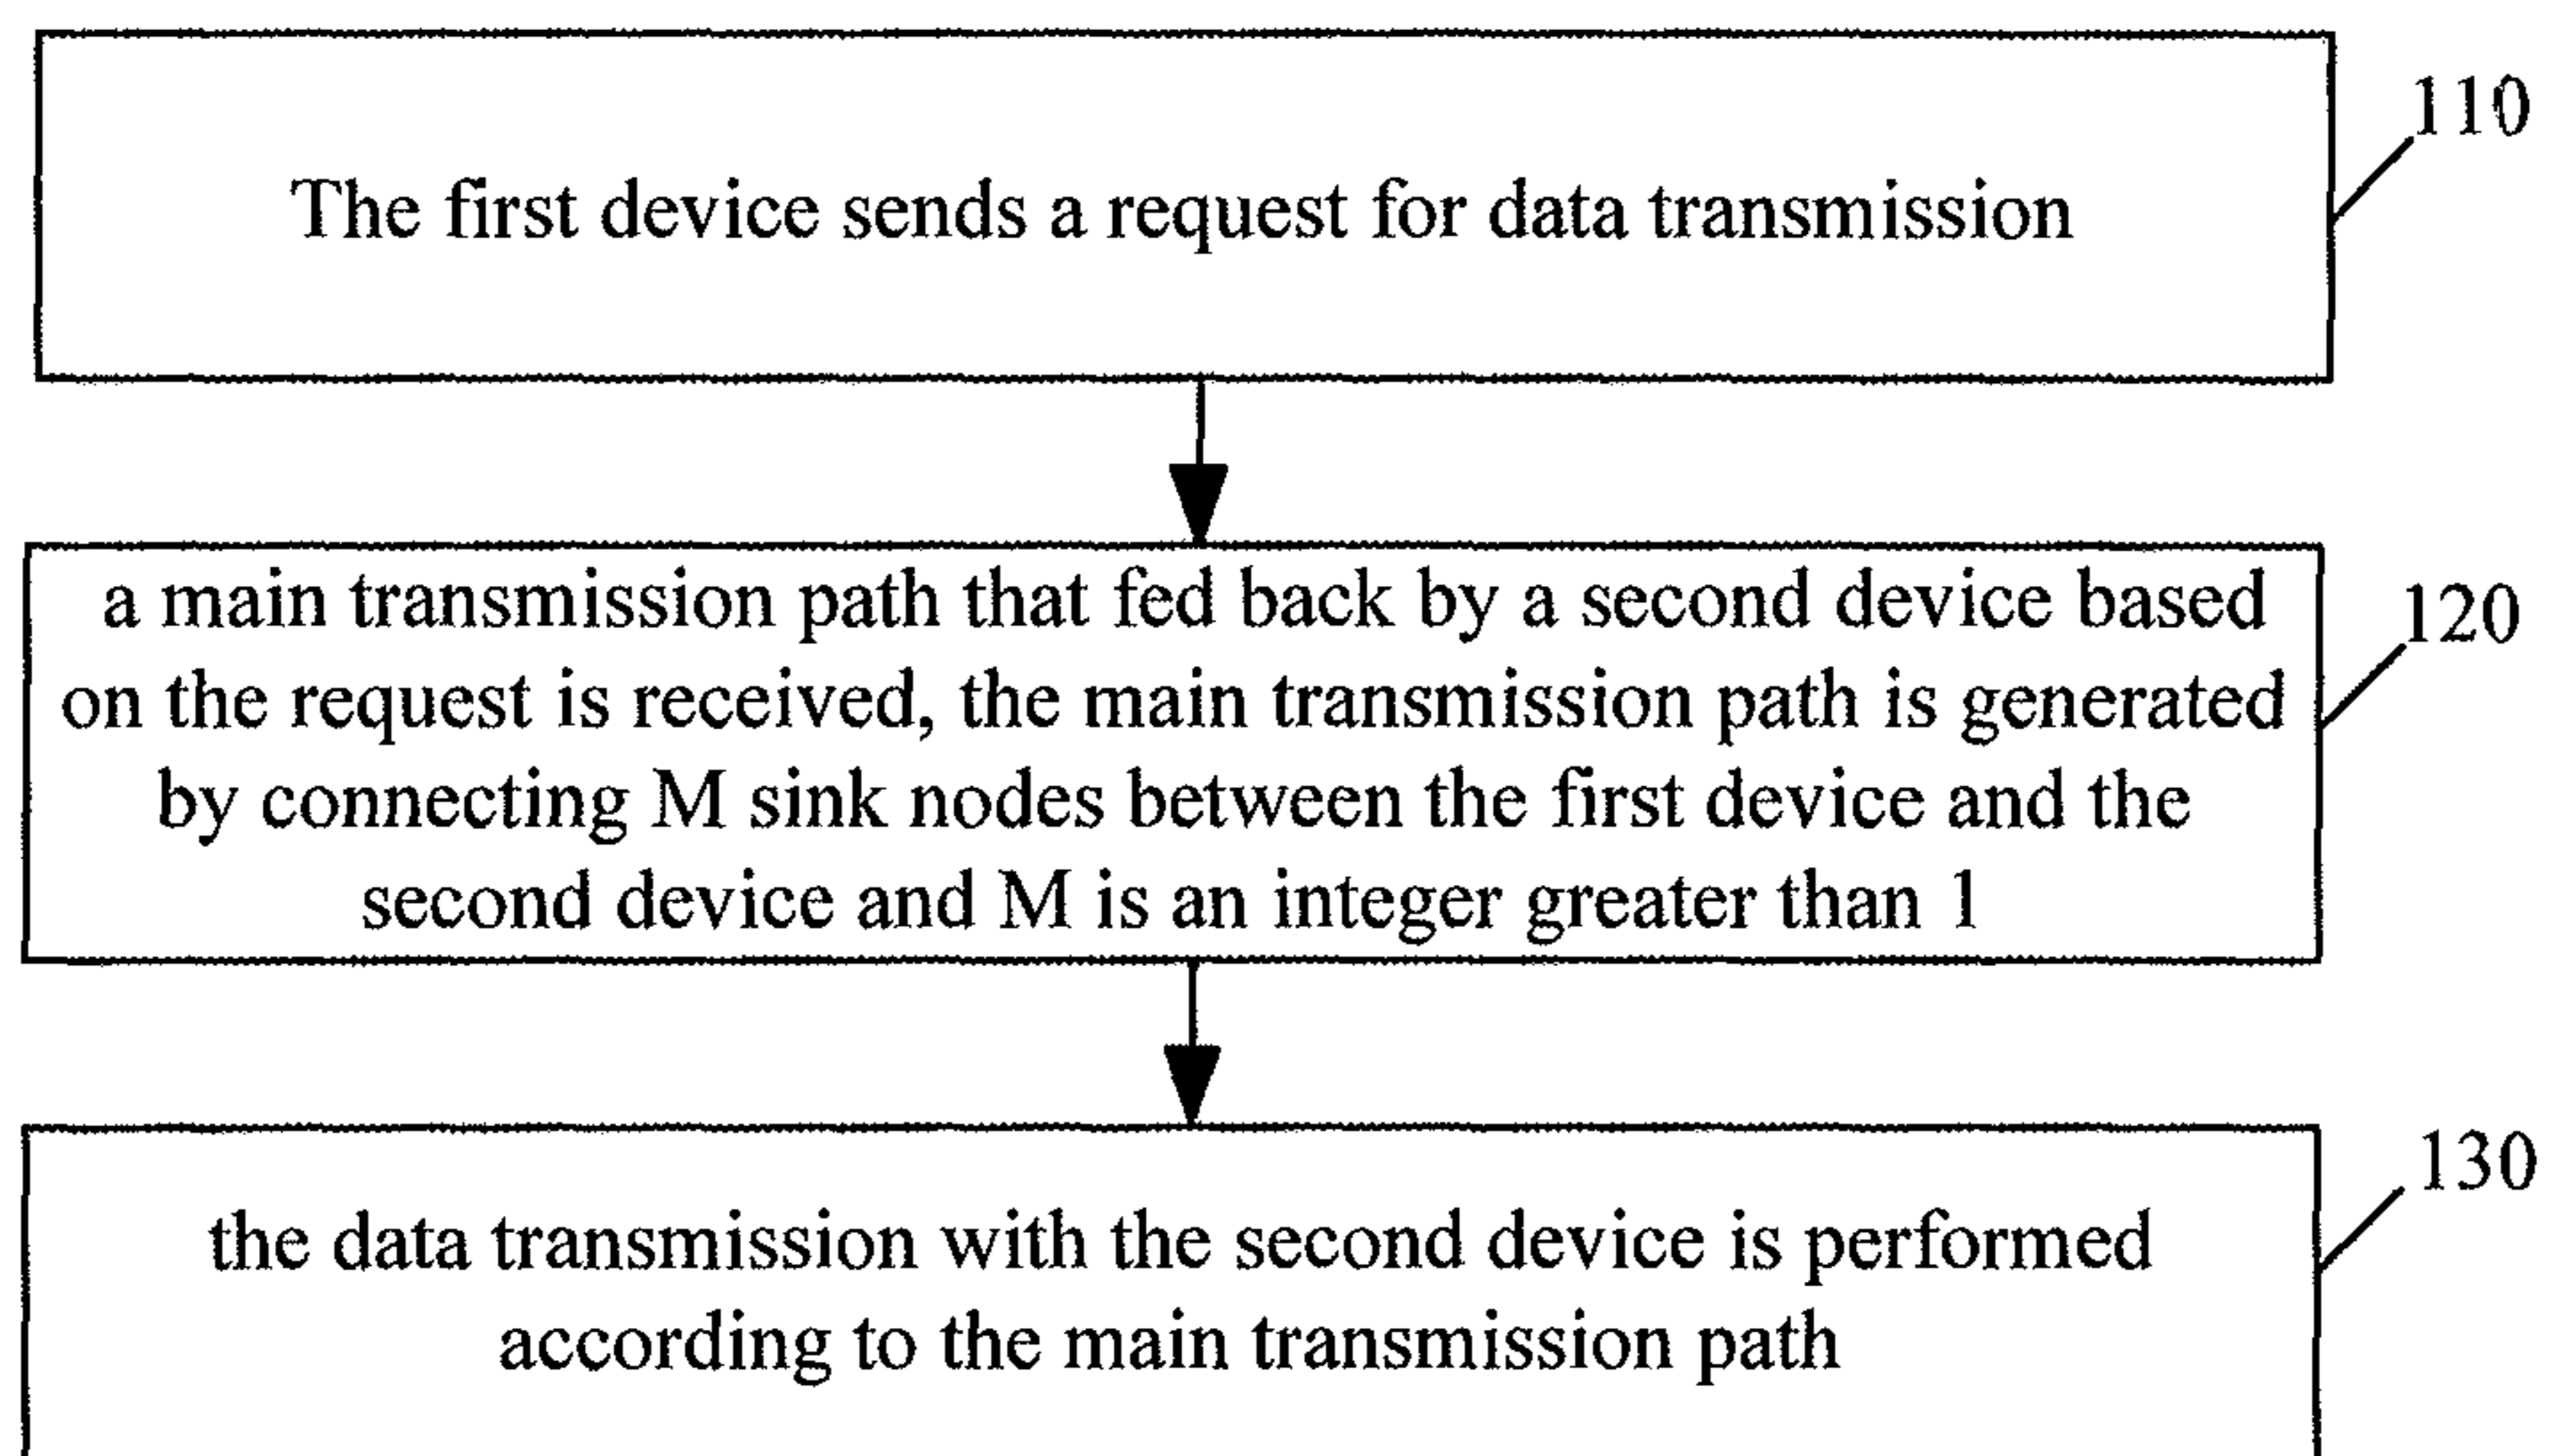 110
The first device sends a request for data transmission
120
a main transmission path that fed back by a second device based
on the request is received, the main transmission path is generated
by connecting M sink nodes between the first device and the
second device and M is an integer greater than 1
130
the data transmission with the second device is performed
according to the main transmission path